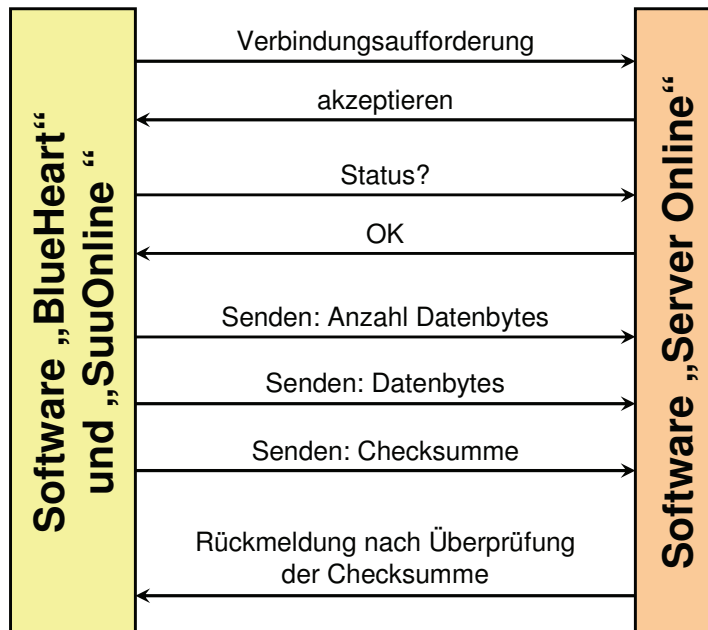 Software „BlueHeart“
und „SuuOnline “
Verbindungsaufforderung
akzeptieren
Status?
OK
Senden: Anzahl Datenbytes
Senden: Datenbytes
Senden: Checksumme
Rückmeldung nach Überprüfung
der Checksumme
Software „Server Online“